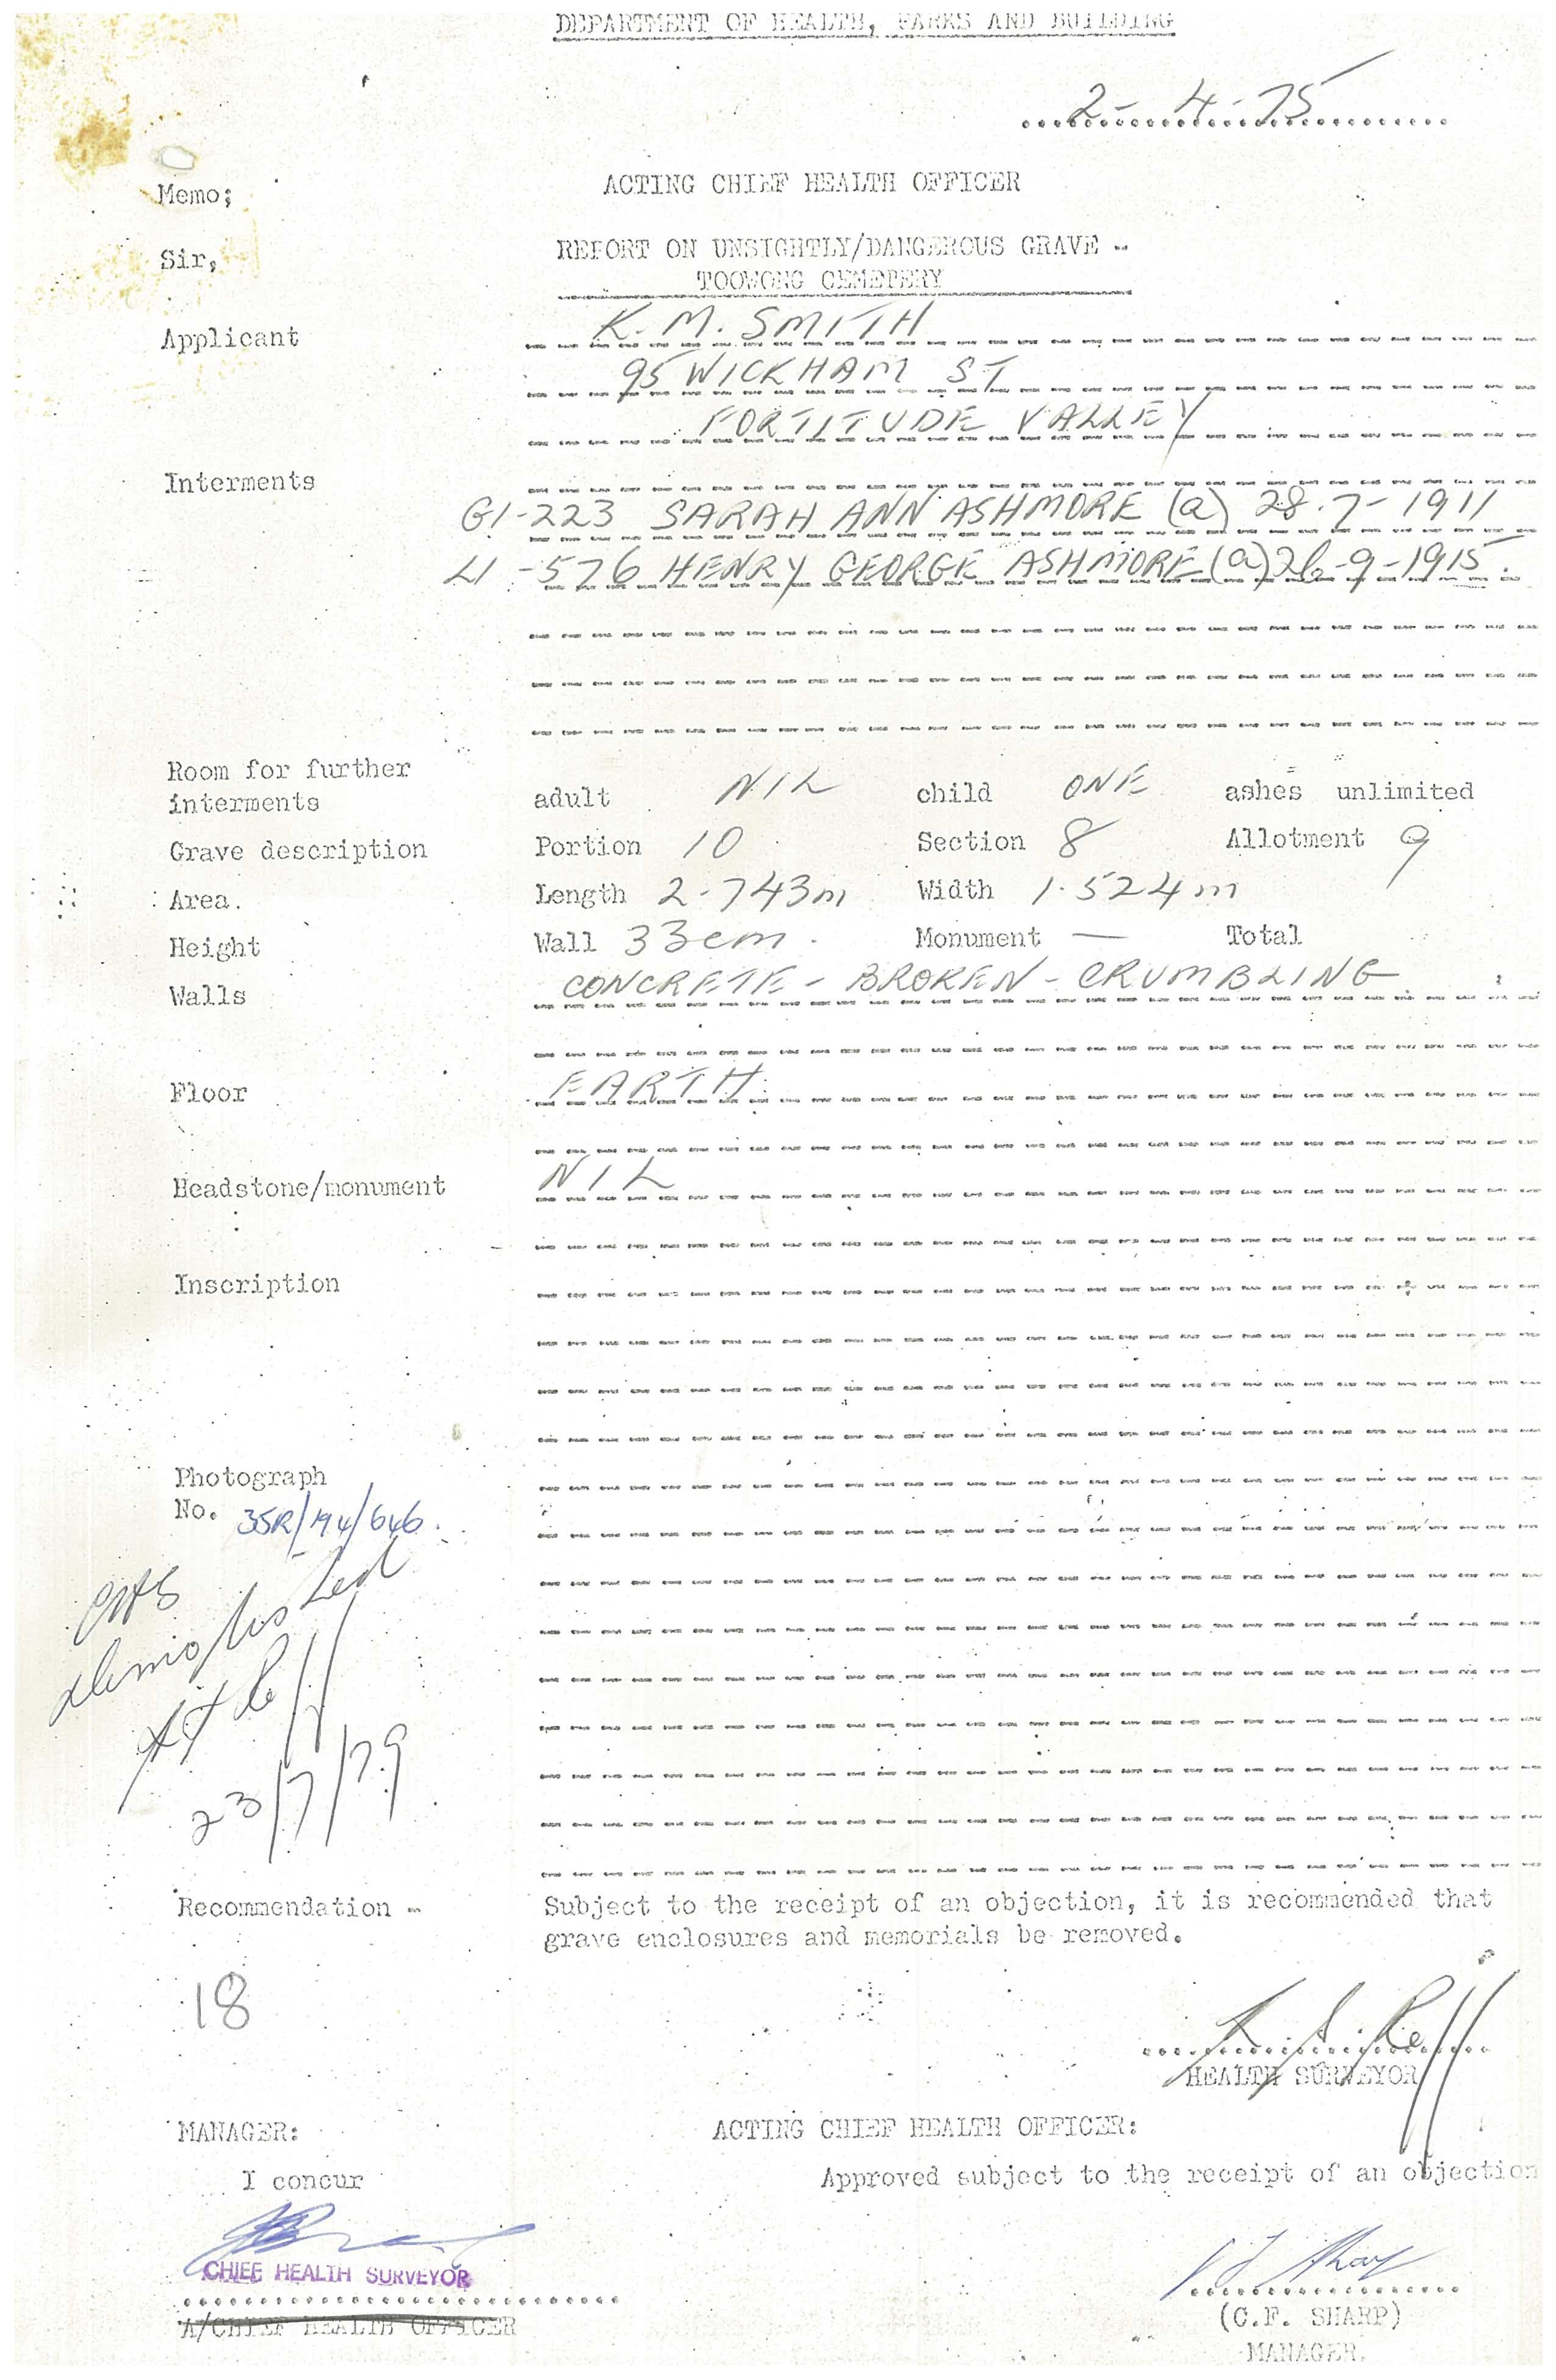 DEPARTMENT OF HEALTH, PARKS AND BUILDING
2-4-75
Memo; ACTING CHIEF HEALTH OFFICER
Sir, REPORT ON UNSIGHTLY/DANGEROUS GRAVE -
TOOWONG CEMETERY
Applicant K. M. SMITH
95 WICKHAM ST
FORTITUDE VALLEY
Interments
G1-223 SARAH ANN ASHMORE (a) 28-7-1911
L1-576 HENRY GEORGE ASHMORE (a) 26-9-1915.
Room for further
interments adult NIL child ONE ashes unlimited
Grave description Portion 10 Section 8 Allotment 9
Area. Length 2.743m Width 1.524m
Height Wall 33cm. Monument — Total
Walls CONCRETE - BROKEN - CRUMBLING
Floor EARTH
Headstone/monument NIL
Inscription
Photograph
No. 35R/194/646.
demolished
23/7/79
Recommendation - Subject to the receipt of an objection, it is recommended that
grave enclosures and memorials be removed.
18
HEALTH SURVEYOR
MANAGER: ACTING CHIEF HEALTH OFFICER:
I concur Approved subject to the receipt of an objection
CHIEF HEALTH SURVEYOR
A/CHIEF HEALTH OFFICER
(C.F. SHARP)
MANAGER.